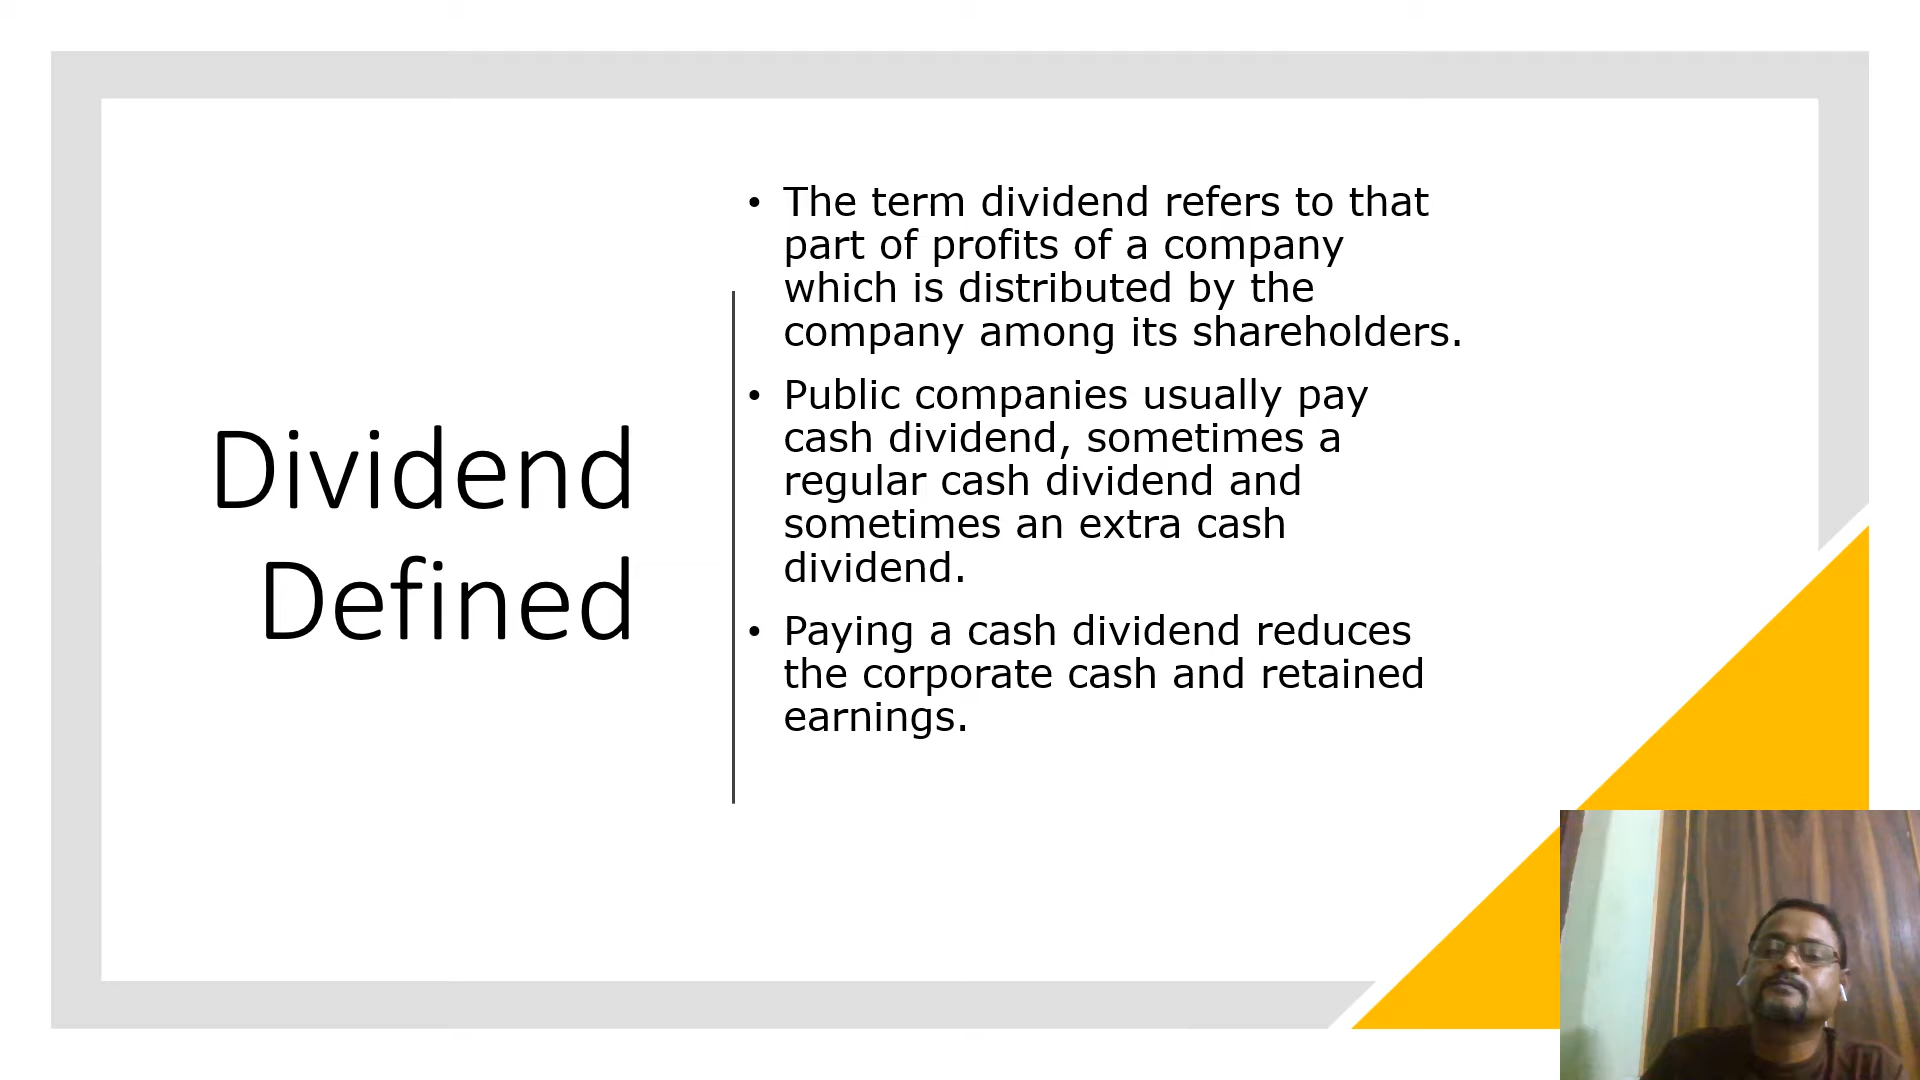 Dividend
Defined
• The term dividend refers to that
part of profits of a company
which is distributed by the
company among its shareholders.
• Public companies usually pay
cash dividend, sometimes a
regular cash dividend and
sometimes an extra cash
dividend.
• Paying a cash dividend reduces
the corporate cash and retained
earnings.